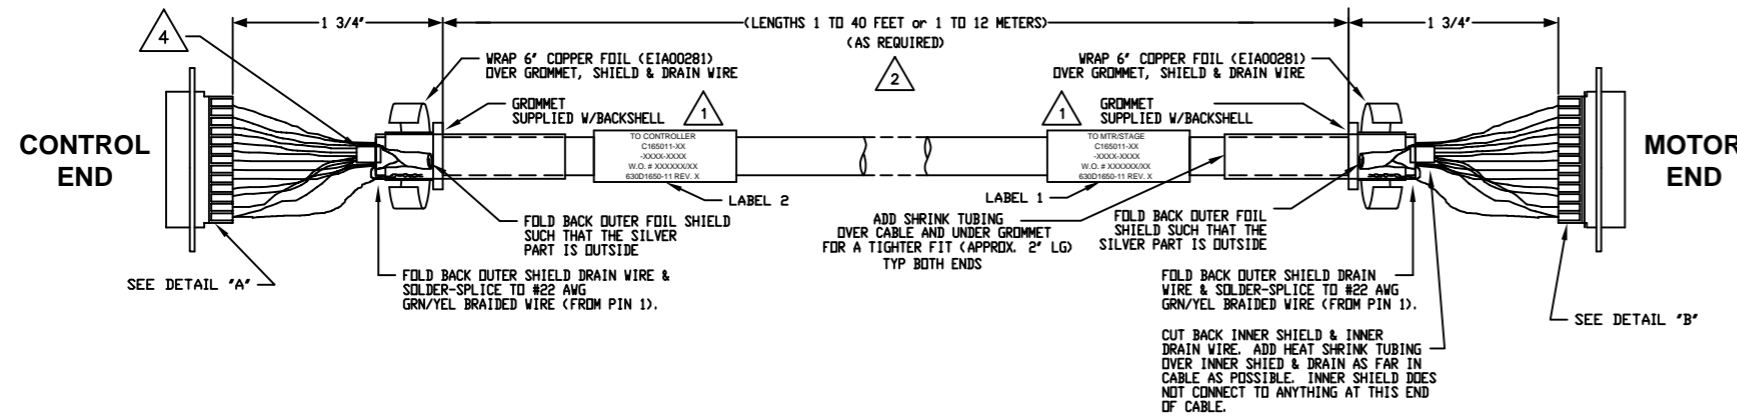 1 3/4"
(LENGTHS 1 TO 40 FEET or 1 TO 12 METERS)
(AS REQUIRED)
1 3/4"
4
2
WRAP 6" COPPER FOIL (EIA00281)
OVER GROMMET, SHIELD & DRAIN WIRE
WRAP 6" COPPER FOIL (EIA00281)
OVER GROMMET, SHIELD & DRAIN WIRE
GROMMET
SUPPLIED W/BACKSHELL
1
1
GROMMET
SUPPLIED W/BACKSHELL
CONTROL
END
TO CONTROLLER
C165011-XX
-XXXX-XXXX
W.O. # XXXXXX/XX
630D1650-11 REV. X
TO MTR/STAGE
C165011-XX
-XXXX-XXXX
W.O. # XXXXXX/XX
630D1650-11 REV. X
MOTOR
END
LABEL 2
LABEL 1
FOLD BACK OUTER FOIL SHIELD
SUCH THAT THE SILVER
PART IS OUTSIDE
ADD SHRINK TUBING
OVER CABLE AND UNDER GROMMET
FOR A TIGHTER FIT (APPROX. 2" LG)
TYP BOTH ENDS
FOLD BACK OUTER FOIL
SHIELD SUCH THAT THE
SILVER PART IS OUTSIDE
SEE DETAIL "A"
FOLD BACK OUTER SHIELD DRAIN WIRE &
SOLDER-SPLICE TO #22 AWG
GRN/YEL BRAIDED WIRE (FROM PIN 1).
FOLD BACK OUTER SHIELD DRAIN
WIRE & SOLDER-SPLICE TO #22 AWG
GRN/YEL BRAIDED WIRE (FROM PIN 1).
SEE DETAIL "B"
CUT BACK INNER SHIELD & INNER
DRAIN WIRE. ADD HEAT SHRINK TUBING
OVER INNER SHIED & DRAIN AS FAR IN
CABLE AS POSSIBLE. INNER SHIELD DOES
NOT CONNECT TO ANYTHING AT THIS END
OF CABLE.